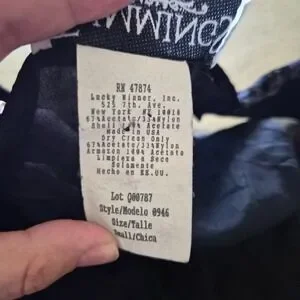 RN 47874
Lucky Winner, Inc.
525 7th. Ave.
New York NY 10018
67%Acetate/33%Nylon
Shell 100% Acetate
Made in USA
Dry Clean Only
67%Acetato/33%Nylon
Armazon 100% Acetato
Limpieza a Seco
Solamente
Hecho en EE.UU.
Lot Q00787
Style/Modelo 0946
Size/Talle
Small/Chica